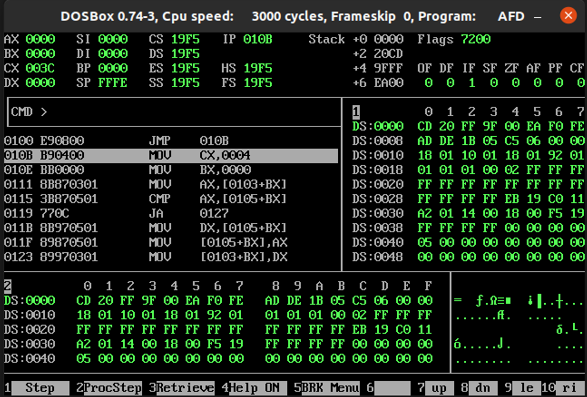 DOSBox 0.74-3, Cpu speed: 3000 cycles, Frameskip 0, Program: AFD
AX 0000 SI 0000 CS 19F5 IP 010B Stack +0 0000 Flags 7200
BX 0000 DI 0000 DS 19F5 +2 20CD
CX 003C BP 0000 ES 19F5 HS 19F5 +4 9FFF OF DF IF SF ZF AF PF CF
DX 0000 SP FFFE SS 19F5 FS 19F5 +6 EA00 0 0 1 0 0 0 0 0
CMD >
0100 E90800 JMP 010B
010B B90400 MOV CX,0004
010E BB0000 MOV BX,0000
0111 8B870301 MOV AX,[0103+BX]
0115 3B870501 CMP AX,[0105+BX]
0119 770C JA 0127
011B 8B970501 MOV DX,[0105+BX]
011F 89870501 MOV [0105+BX],AX
0123 89970301 MOV [0103+BX],DX
1 0 1 2 3 4 5 6 7
DS:0000 CD 20 FF 9F 00 EA F0 FE
DS:0008 AD DE 1B 05 C5 06 00 00
DS:0010 18 01 10 01 18 01 92 01
DS:0018 01 01 01 00 02 FF FF FF
DS:0020 FF FF FF FF FF FF FF FF
DS:0028 FF FF FF FF EB 19 C0 11
DS:0030 A2 01 14 00 18 00 F5 19
DS:0038 FF FF FF FF 00 00 00 00
DS:0040 05 00 00 00 00 00 00 00
DS:0048 00 00 00 00 00 00 00 00
2 0 1 2 3 4 5 6 7 8 9 A B C D E F
DS:0000 CD 20 FF 9F 00 EA F0 FE AD DE 1B 05 C5 06 00 00
DS:0010 18 01 10 01 18 01 92 01 01 01 01 00 02 FF FF FF
DS:0020 FF FF FF FF FF FF FF FF FF FF FF FF EB 19 C0 11
DS:0030 A2 01 14 00 18 00 F5 19 FF FF FF FF 00 00 00 00
DS:0040 05 00 00 00 00 00 00 00 00 00 00 00 00 00 00 00
1 Step 2 ProcStep 3 Retrieve 4 Help ON 5 BRK Menu 6 7 up 8 dn 9 le 10 ri